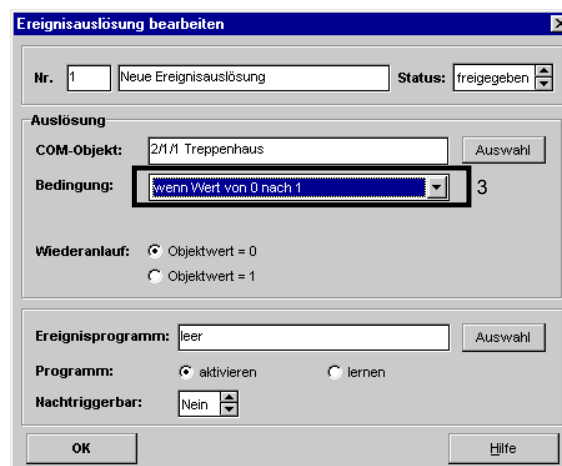 Ereignisauslösung bearbeiten
Nr. 1 Neue Ereignisauslösung Status: freigegeben
Auslösung
COM-Objekt: 2/1/1 Treppenhaus Auswahl
Bedingung: wenn Wert von 0 nach 1 3
Wiederanlauf: Objektwert = 0
Objektwert = 1
Ereignisprogramm: leer Auswahl
Programm: aktivieren lernen
Nachtriggerbar: Nein
OK Hilfe